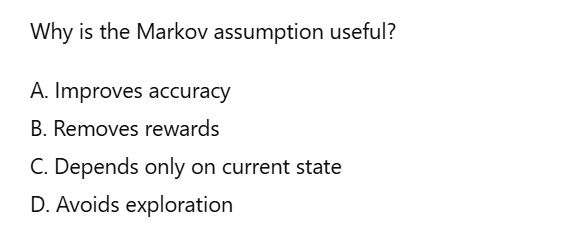 Why is the Markov assumption useful?
A. Improves accuracy
B. Removes rewards
C. Depends only on current state
D. Avoids exploration